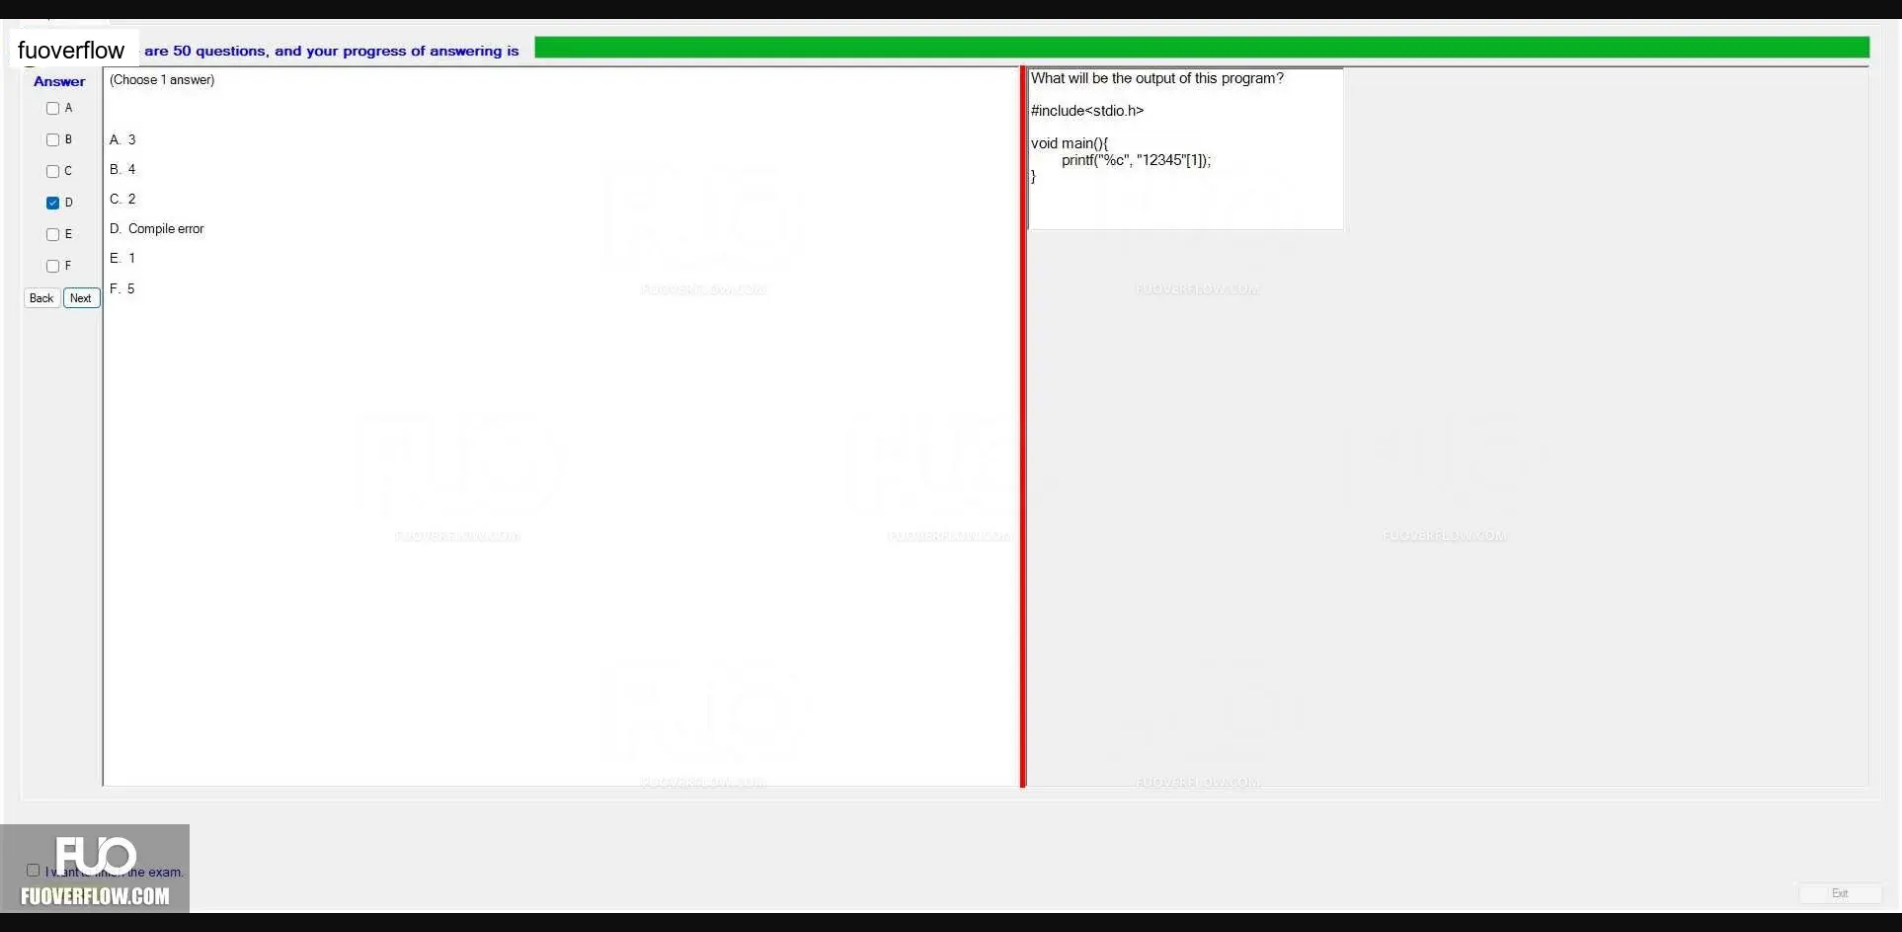 fuoverflow are 50 questions, and your progress of answering is
Answer
A
B
C
D
E
F
Back Next
(Choose 1 answer)
A. 3
B. 4
C. 2
D. Compile error
E. 1
F. 5
What will be the output of this program?
#include<stdio.h>
void main(){
printf("%c", "12345"[1]);
}
FUOVERFLOW.COM
FUOVERFLOW.COM
FUOVERFLOW.COM
FUOVERFLOW.COM
FUOVERFLOW.COM
FUOVERFLOW.COM
FUOVERFLOW.COM
FUO
I want to finish the exam.
FUOVERFLOW.COM
Exit